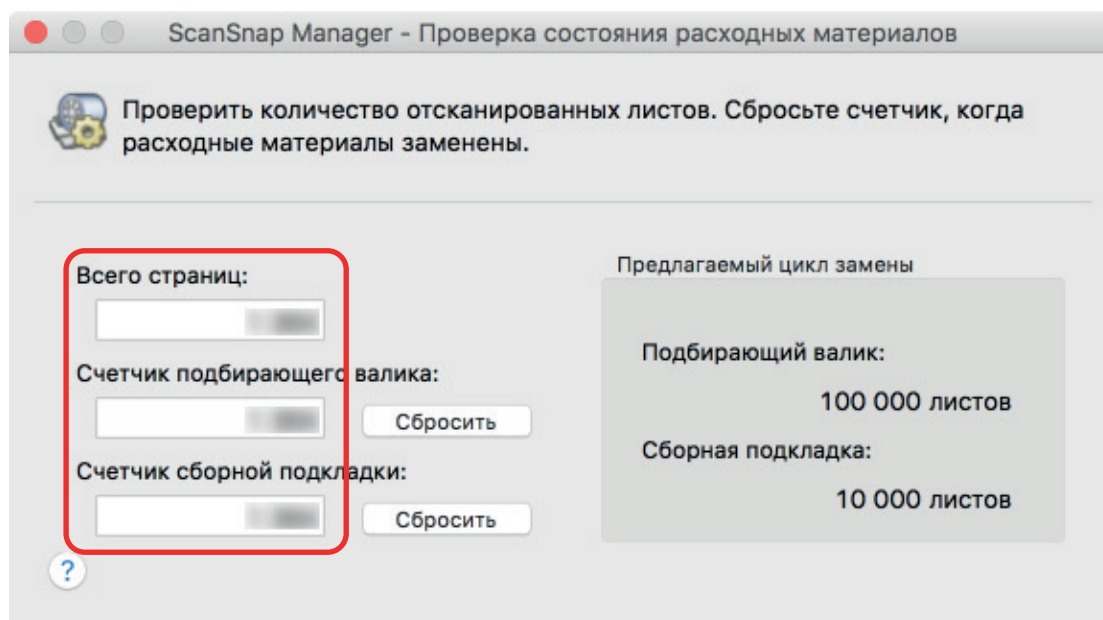 ScanSnap Manager - Проверка состояния расходных материалов
Проверить количество отсканированных листов. Сбросьте счетчик, когда
расходные материалы заменены.
Всего страниц:
Счетчик подбирающего валика:
Сбросить
Счетчик сборной подкладки:
Сбросить
?
Предлагаемый цикл замены
Подбирающий валик:
100 000 листов
Сборная подкладка:
10 000 листов